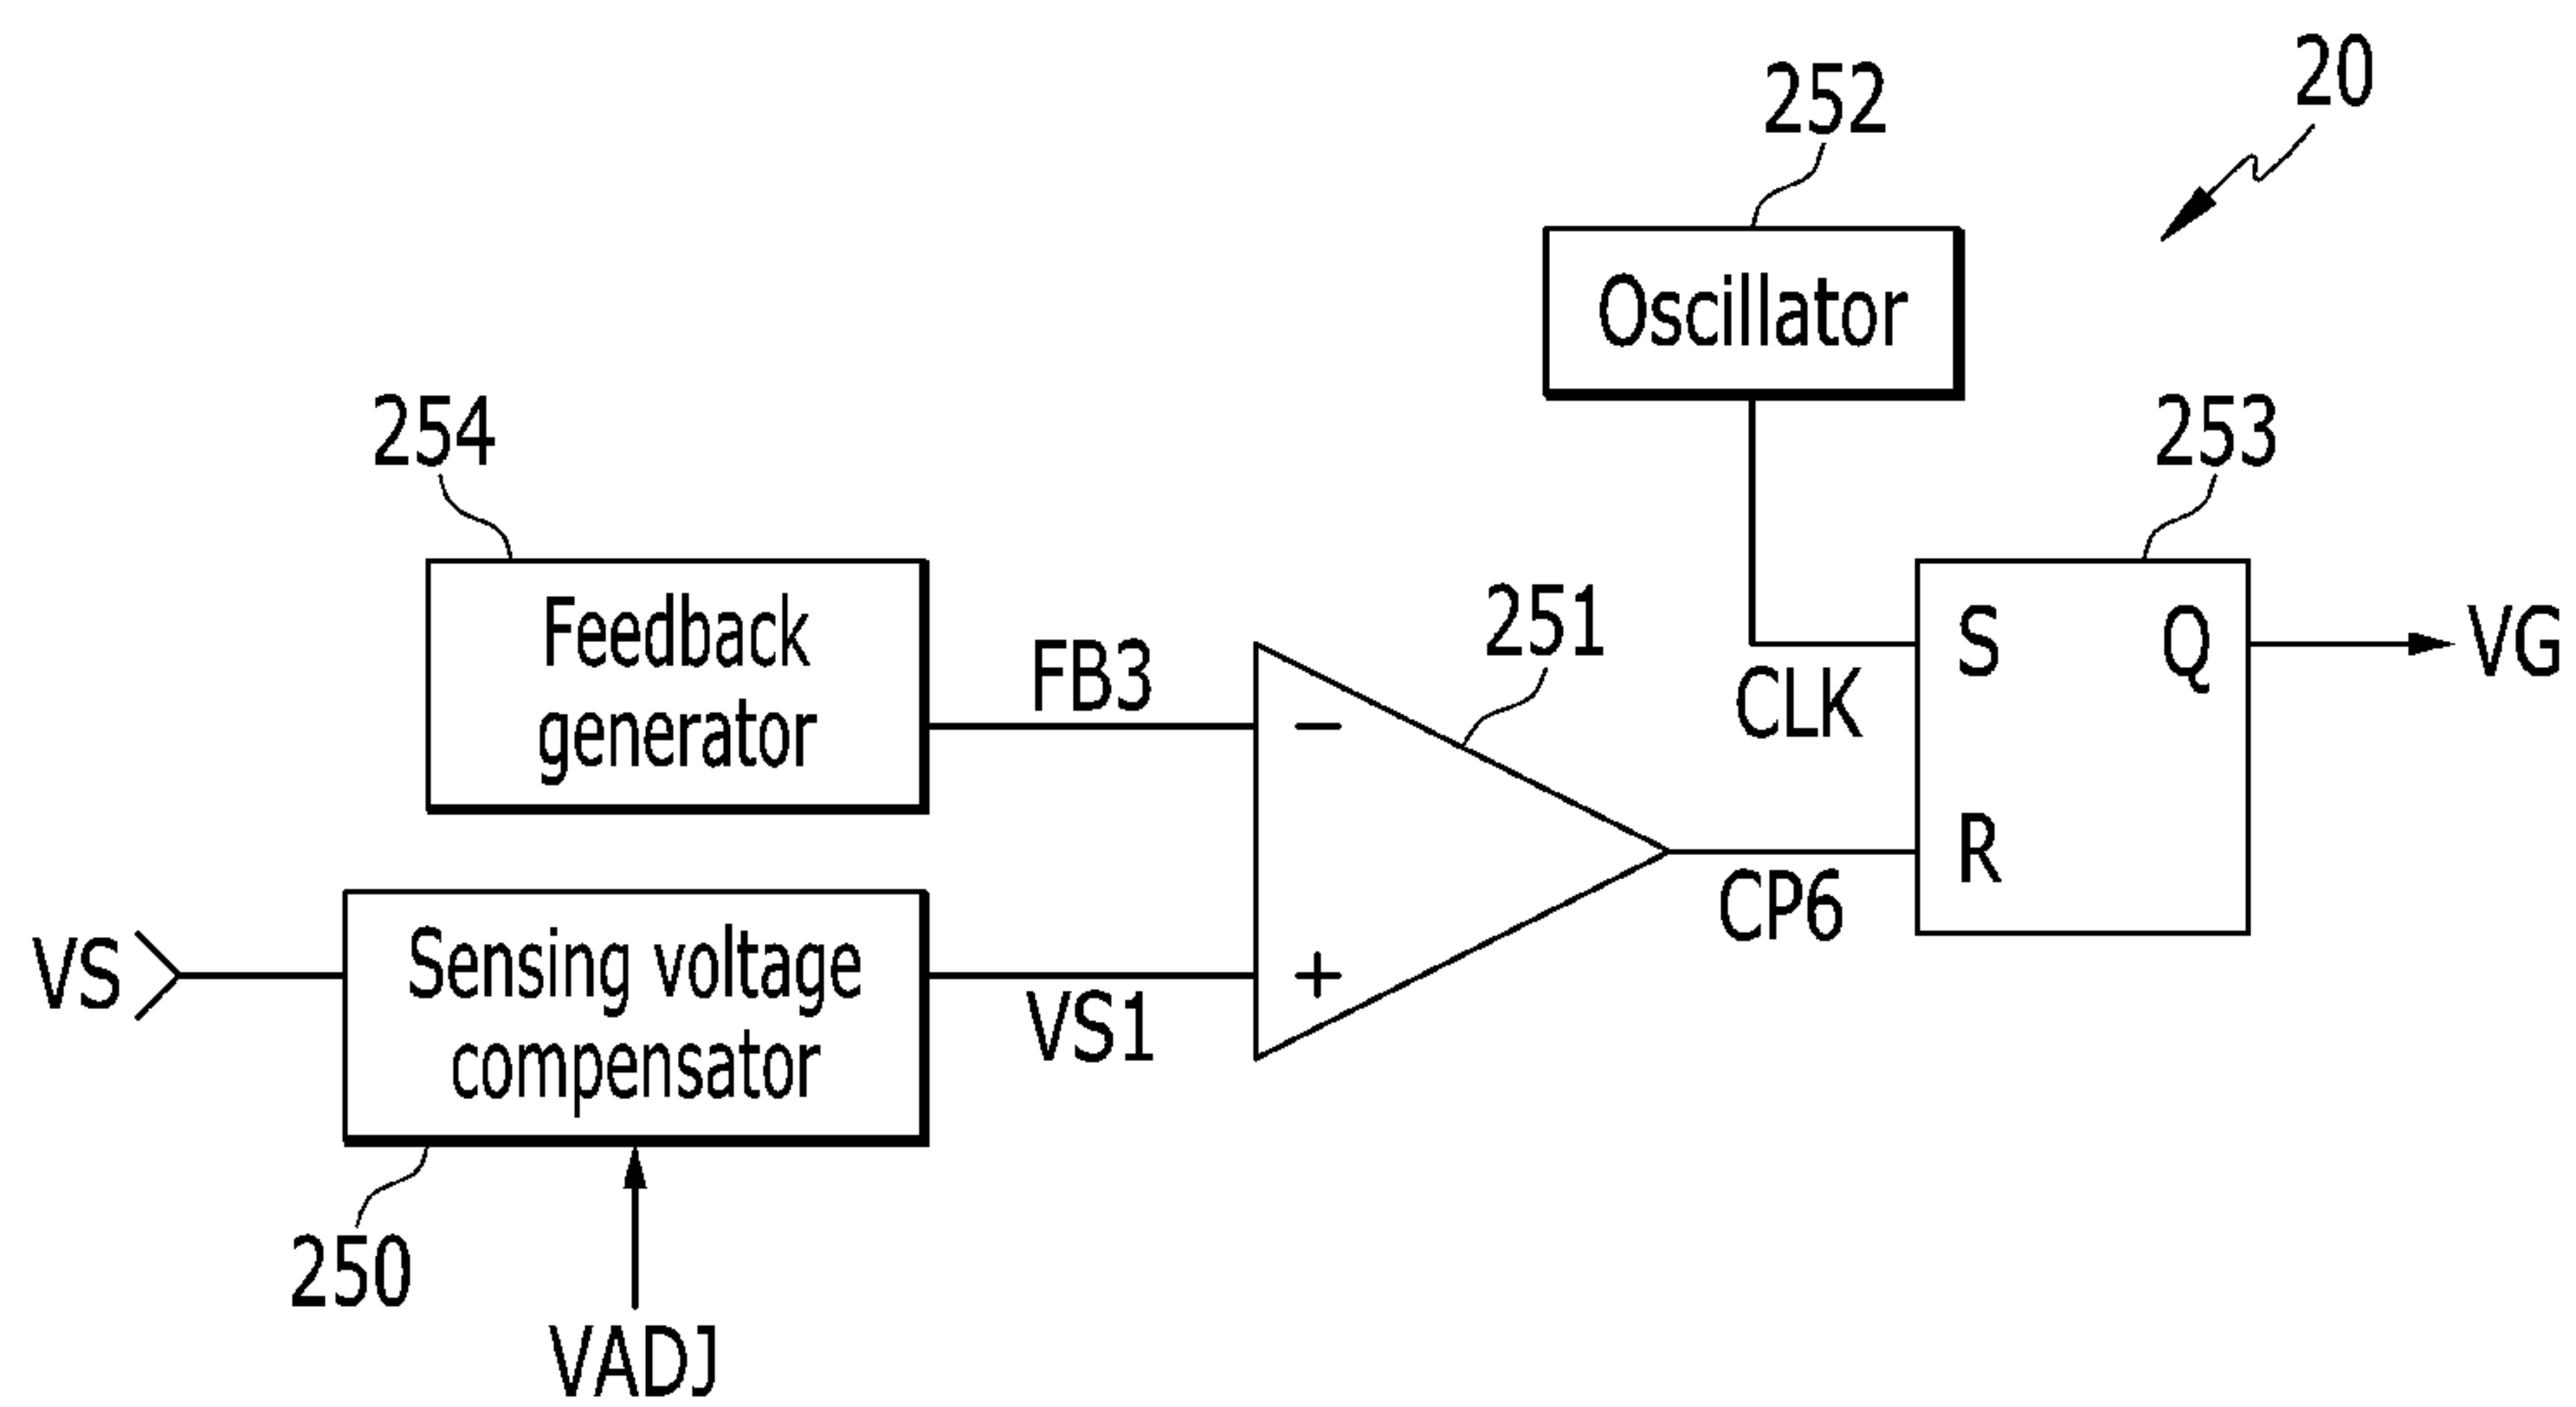 20
252
Oscillator
254
253
Feedback
generator
FB3
251
S
Q
VG
CLK
−
R
VS
Sensing voltage
compensator
VS1
+
CP6
250
VADJ